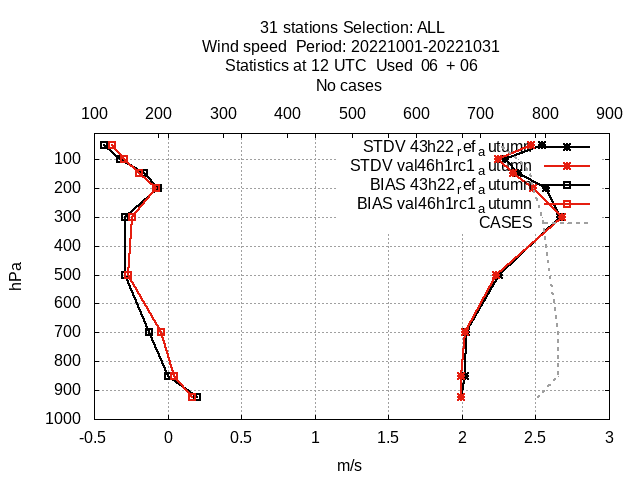 31 stations Selection: ALL
Wind speed  Period: 20221001-20221031
Statistics at 12 UTC  Used  06  + 06
No cases
100 200 300 400 500 600 700 800 900
STDV 43h22_ref_autumn
STDV val46h1rc1_autumn
BIAS 43h22_ref_autumn
BIAS val46h1rc1_autumn
CASES
hPa
100
200
300
400
500
600
700
800
900
1000
-0.5 0 0.5 1 1.5 2 2.5 3
m/s